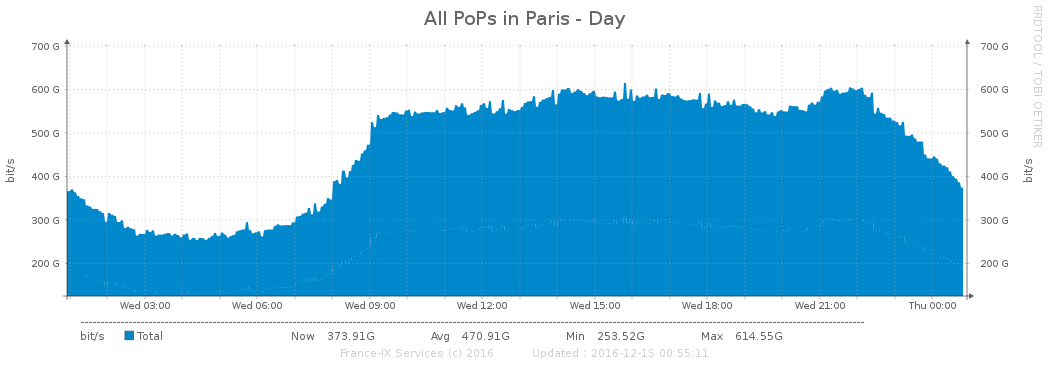 All PoPs in Paris - Day
RRDTOOL / TOBI OETIKER
700 G 700 G
600 G 600 G
500 G 500 G
bit/s bit/s
400 G 400 G
300 G 300 G
200 G 200 G
Wed 03:00 Wed 06:00 Wed 09:00 Wed 12:00 Wed 15:00 Wed 18:00 Wed 21:00 Thu 00:00
bit/s Total Now 373.91G Avg 470.91G Min 253.52G Max 614.55G
France-IX Services (c) 2016 Updated : 2016-12-15 00:55:11